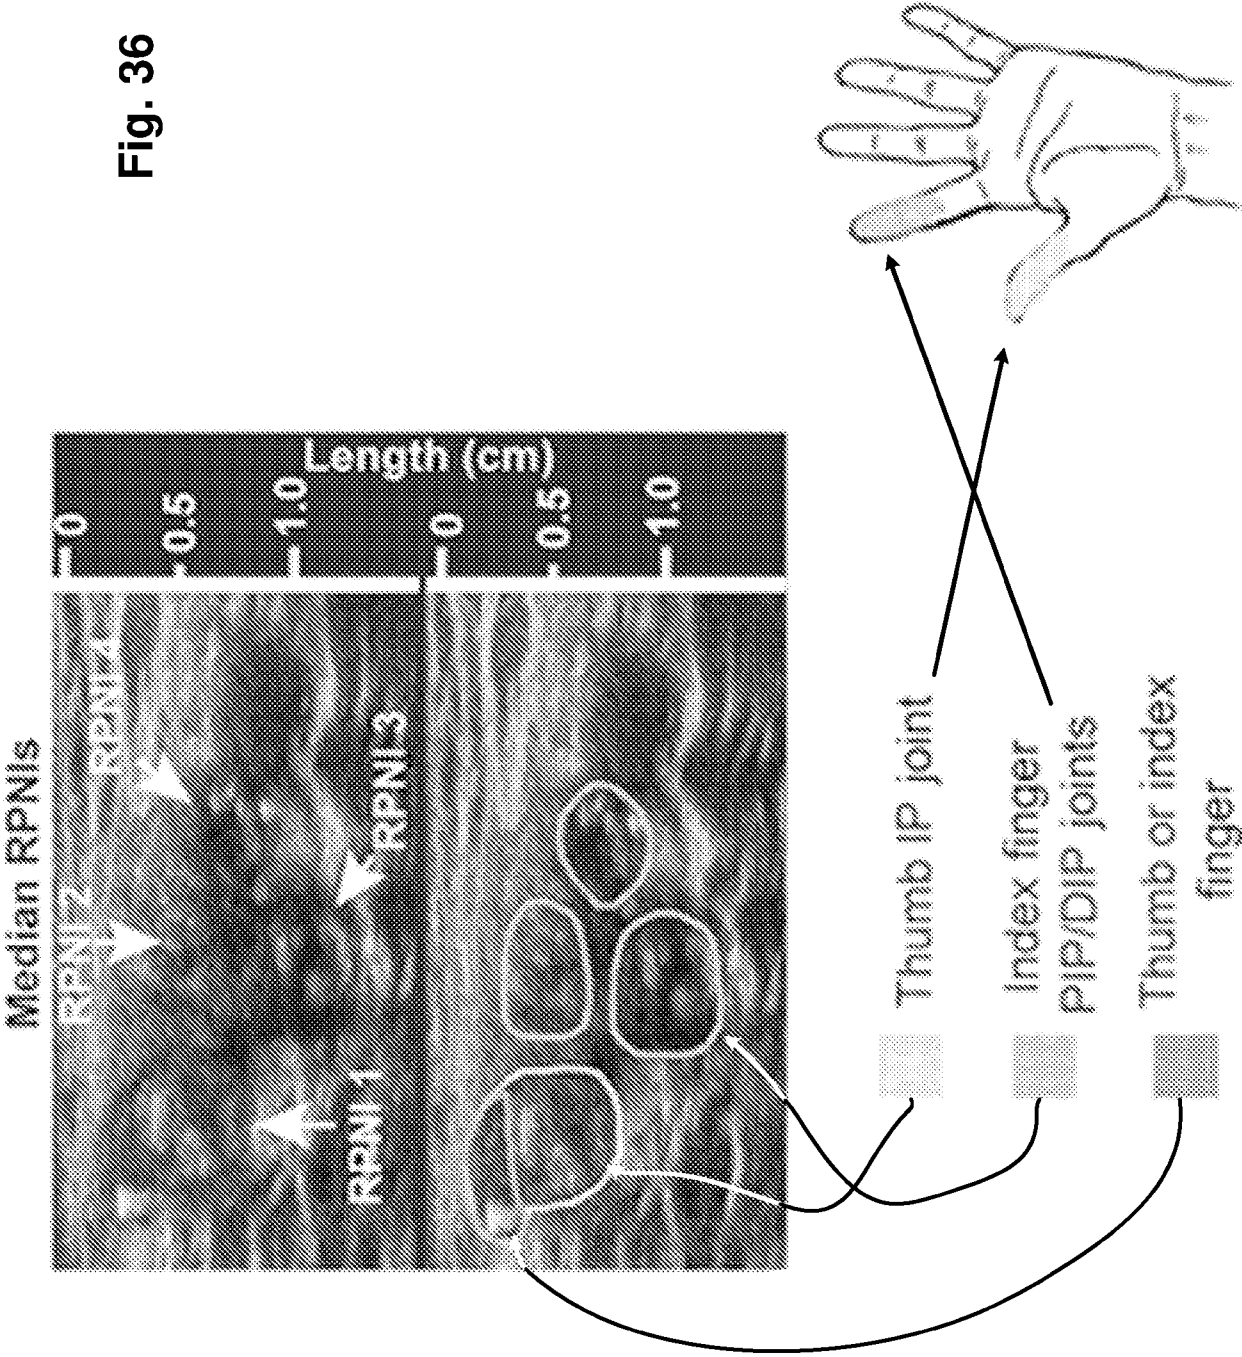 Fig. 36
Median RPNIs
RPNI 2
RPNI 4
RPNI 1
RPNI 3
0
0.5
1.0
Length (cm)
0
0.5
1.0
Thumb IP joint
Index finger
PIP/DIP joints
Thumb or index
finger